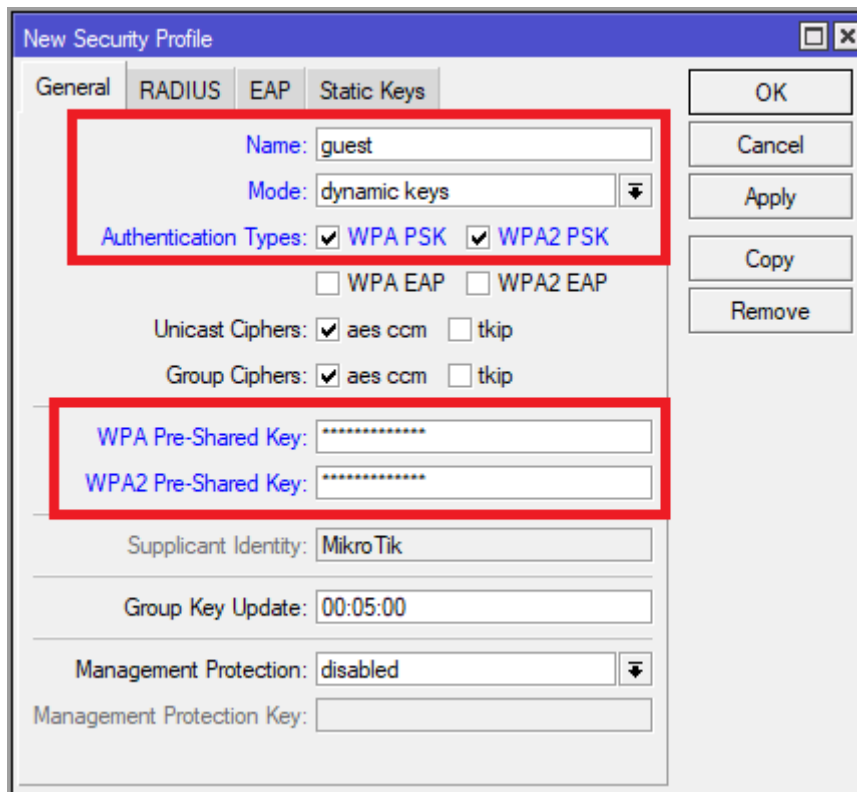 New Security Profile
General RADIUS EAP Static Keys
OK
Name: guest
Cancel
Mode: dynamic keys
Apply
Authentication Types: WPA PSK WPA2 PSK
Copy
WPA EAP WPA2 EAP
Remove
Unicast Ciphers: aes ccm tkip
Group Ciphers: aes ccm tkip
WPA Pre-Shared Key: *************
WPA2 Pre-Shared Key: *************
Supplicant Identity: MikroTik
Group Key Update: 00:05:00
Management Protection: disabled
Management Protection Key: